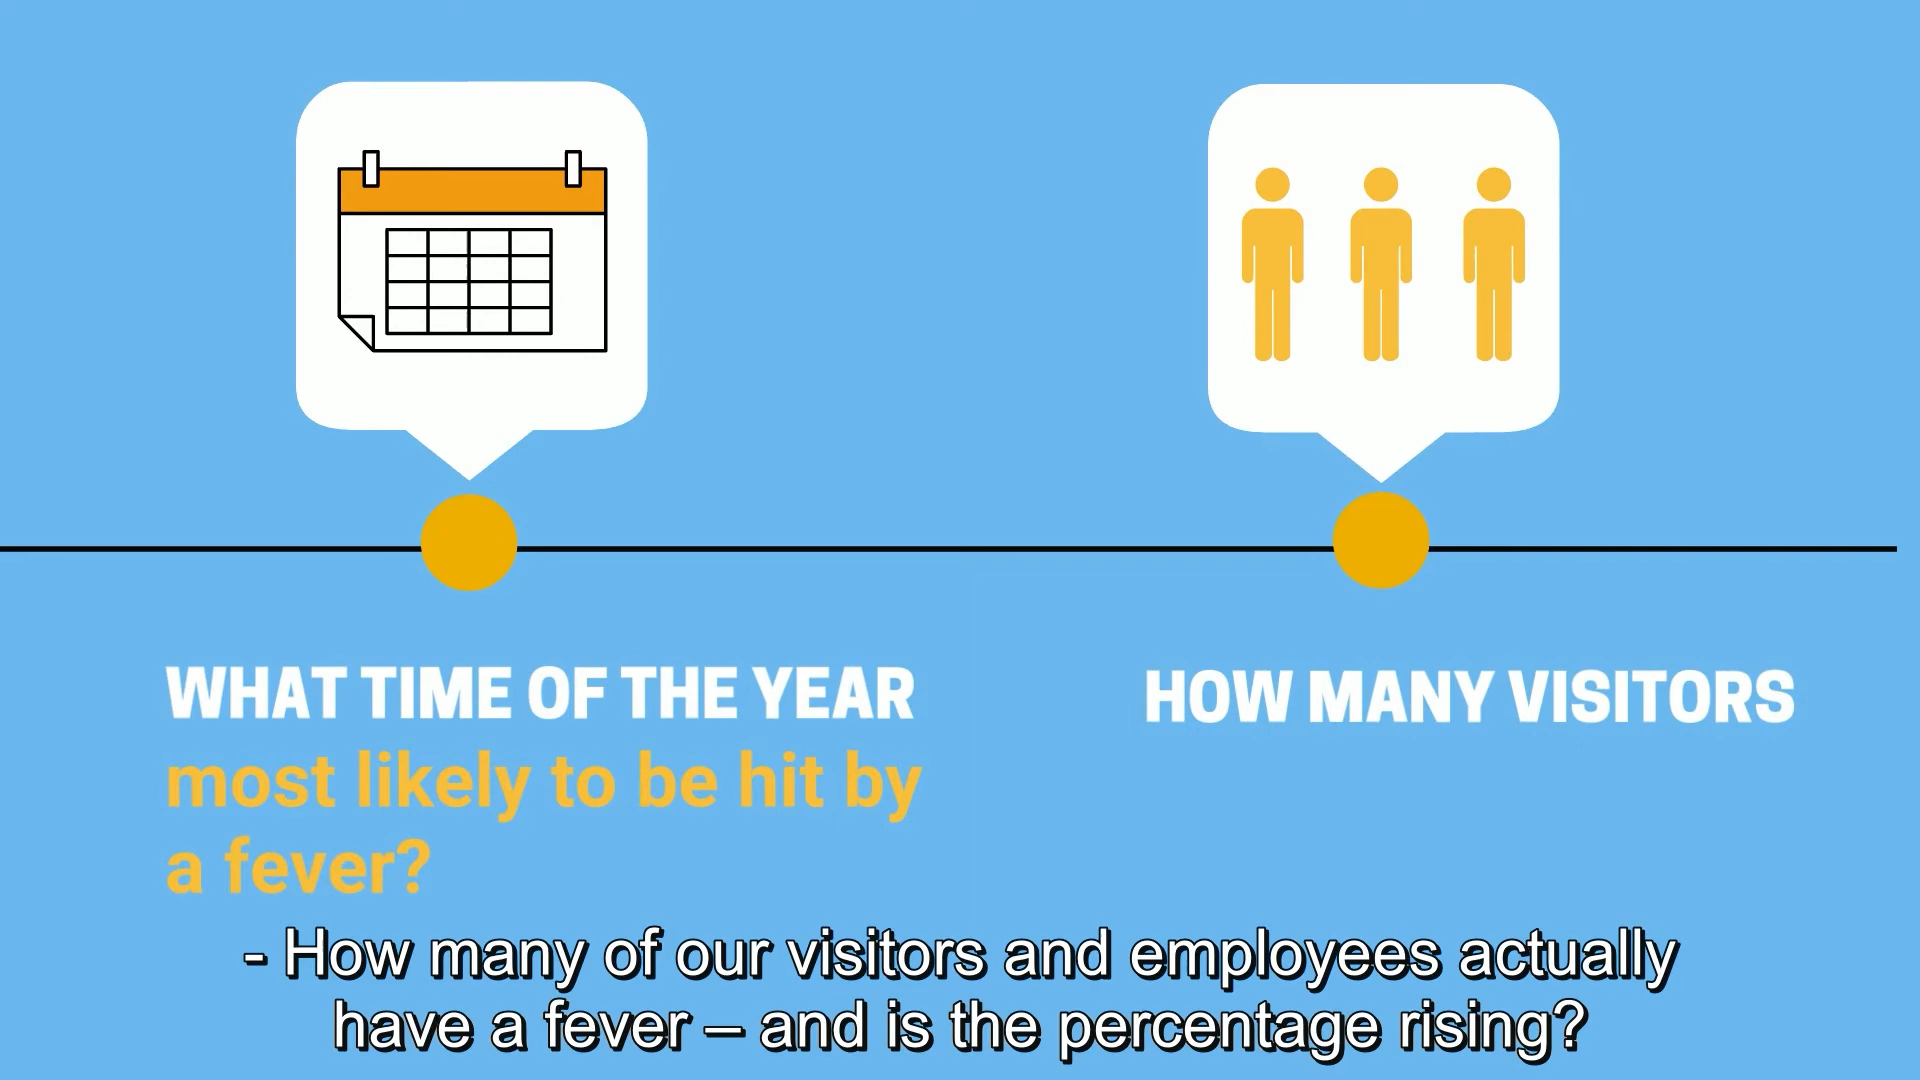 WHAT TIME OF THE YEAR
most likely to be hit by
a fever?
HOW MANY VISITORS
- How many of our visitors and employees actually
have a fever – and is the percentage rising?